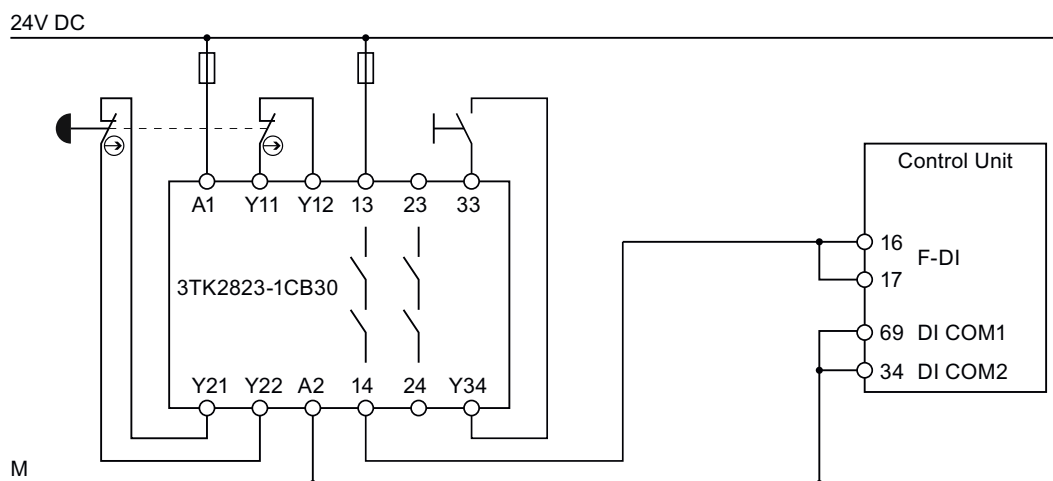 24V DC
Control Unit
A1 Y11 Y12 13 23 33
16
F-DI
17
3TK2823-1CB30
69 DI COM1
34 DI COM2
Y21 Y22 A2 14 24 Y34
M